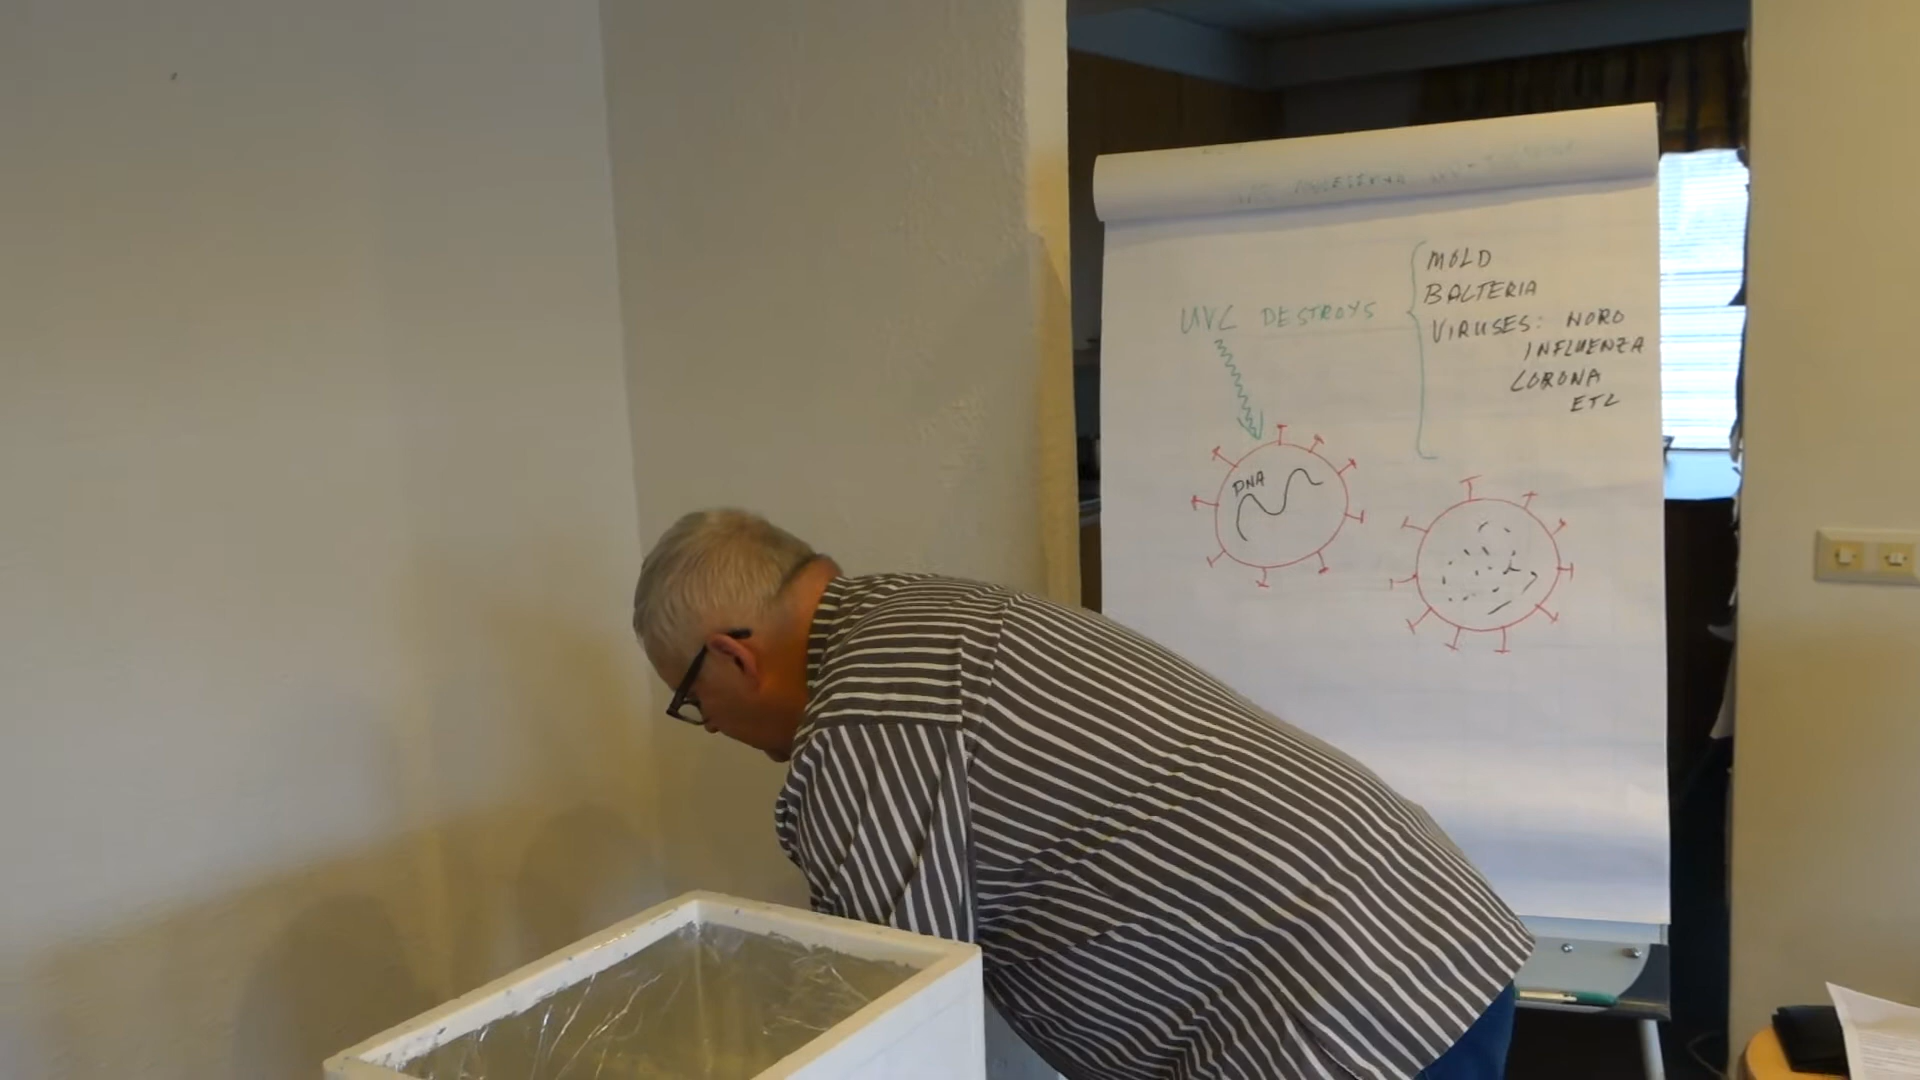 UVC DESTROYS
MOLD
BACTERIA
VIRUSES: NORO
INFLUENZA
CORONA
ETC
DNA